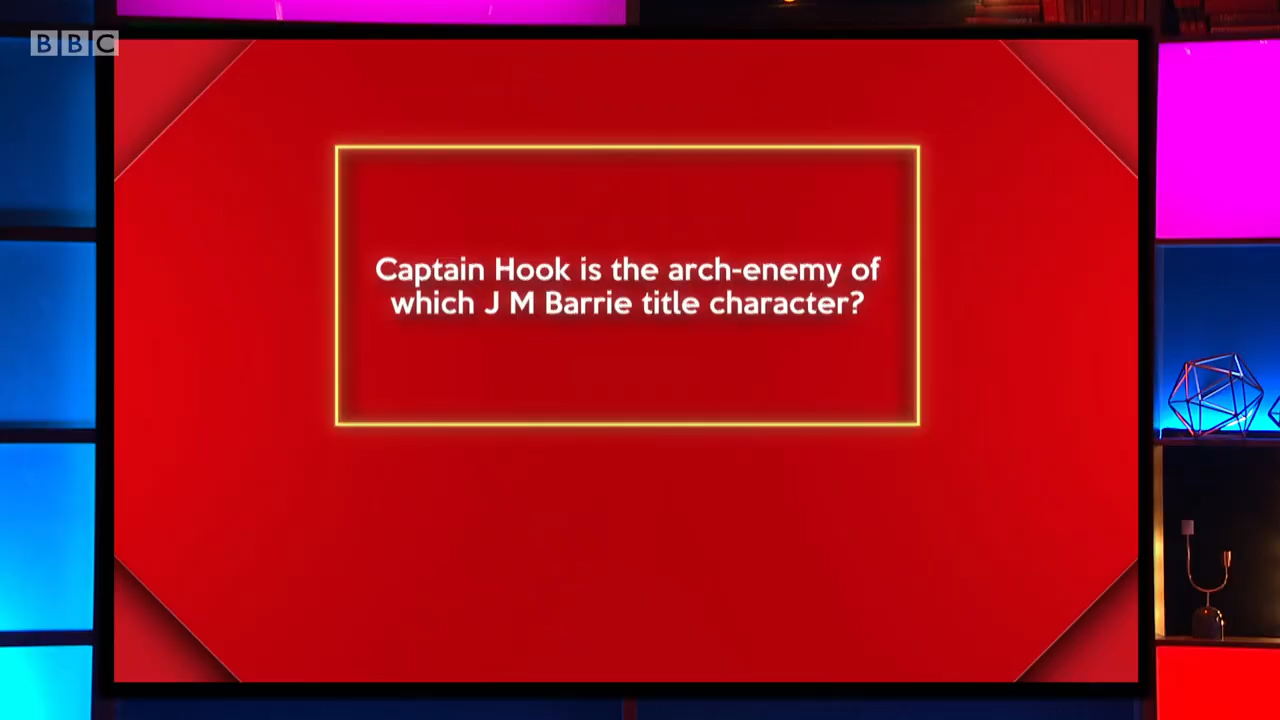 BBC
Captain Hook is the arch-enemy of
which J M Barrie title character?